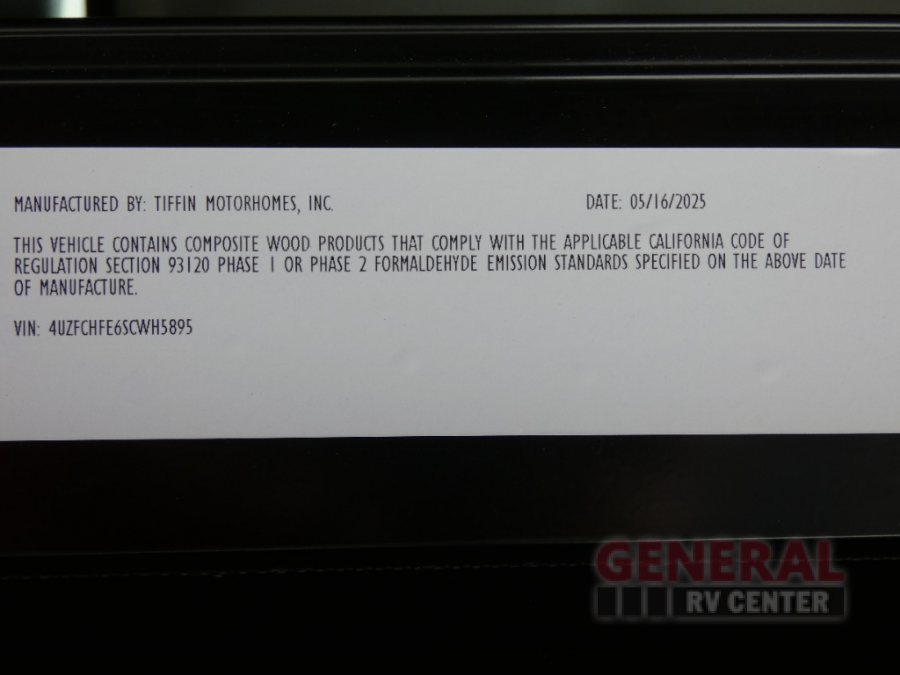 MANUFACTURED BY: TIFFIN MOTORHOMES, INC. DATE: 05/16/2025
THIS VEHICLE CONTAINS COMPOSITE WOOD PRODUCTS THAT COMPLY WITH THE APPLICABLE CALIFORNIA CODE OF
REGULATION SECTION 93120 PHASE 1 OR PHASE 2 FORMALDEHYDE EMISSION STANDARDS SPECIFIED ON THE ABOVE DATE
OF MANUFACTURE.
VIN: 4UZFCHFE6SCWH5895
GENERAL
RV CENTER